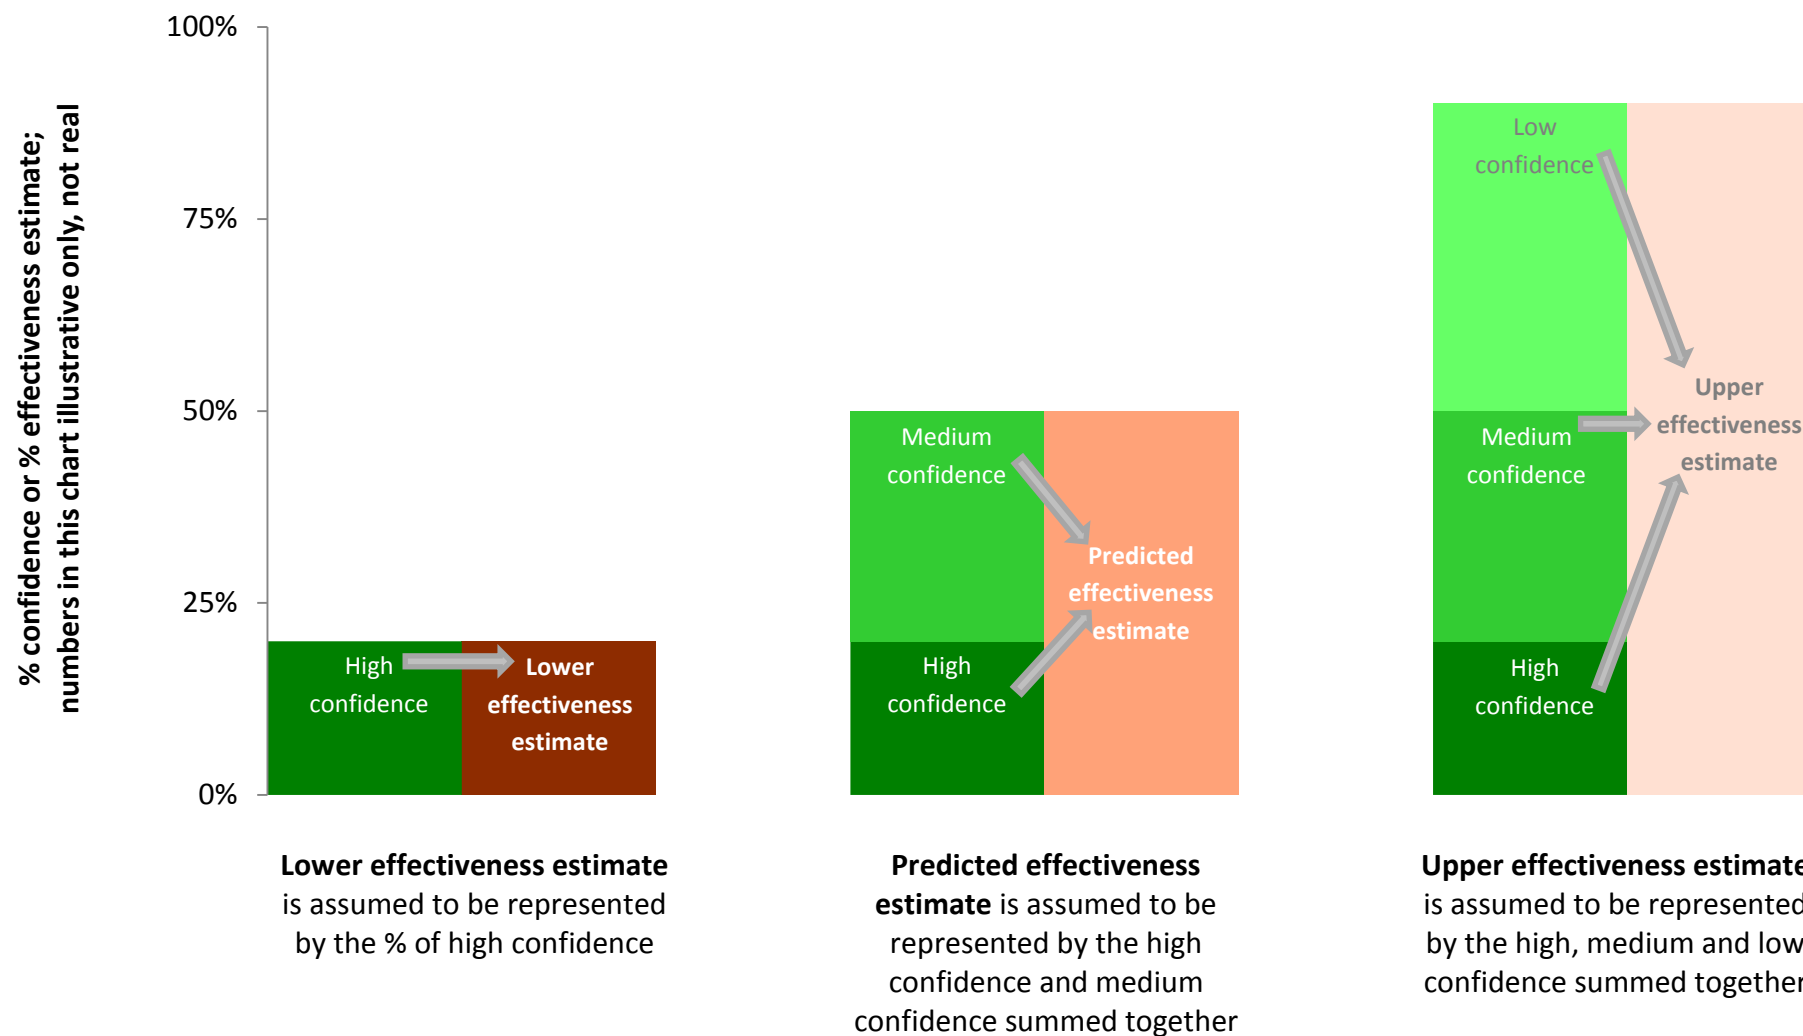 % confidence or % effectiveness estimate;
numbers in this chart illustrative only, not real
100%
75%
50%
25%
0%
High
confidence
Lower
effectiveness
estimate
Medium
confidence
High
confidence
Predicted
effectiveness
estimate
Low
confidence
Medium
confidence
High
confidence
Upper
effectiveness
estimate
Lower effectiveness estimate
is assumed to be represented
by the % of high confidence
Predicted effectiveness
estimate is assumed to be
represented by the high
confidence and medium
confidence summed together
Upper effectiveness estimate
is assumed to be represented
by the high, medium and low
confidence summed together